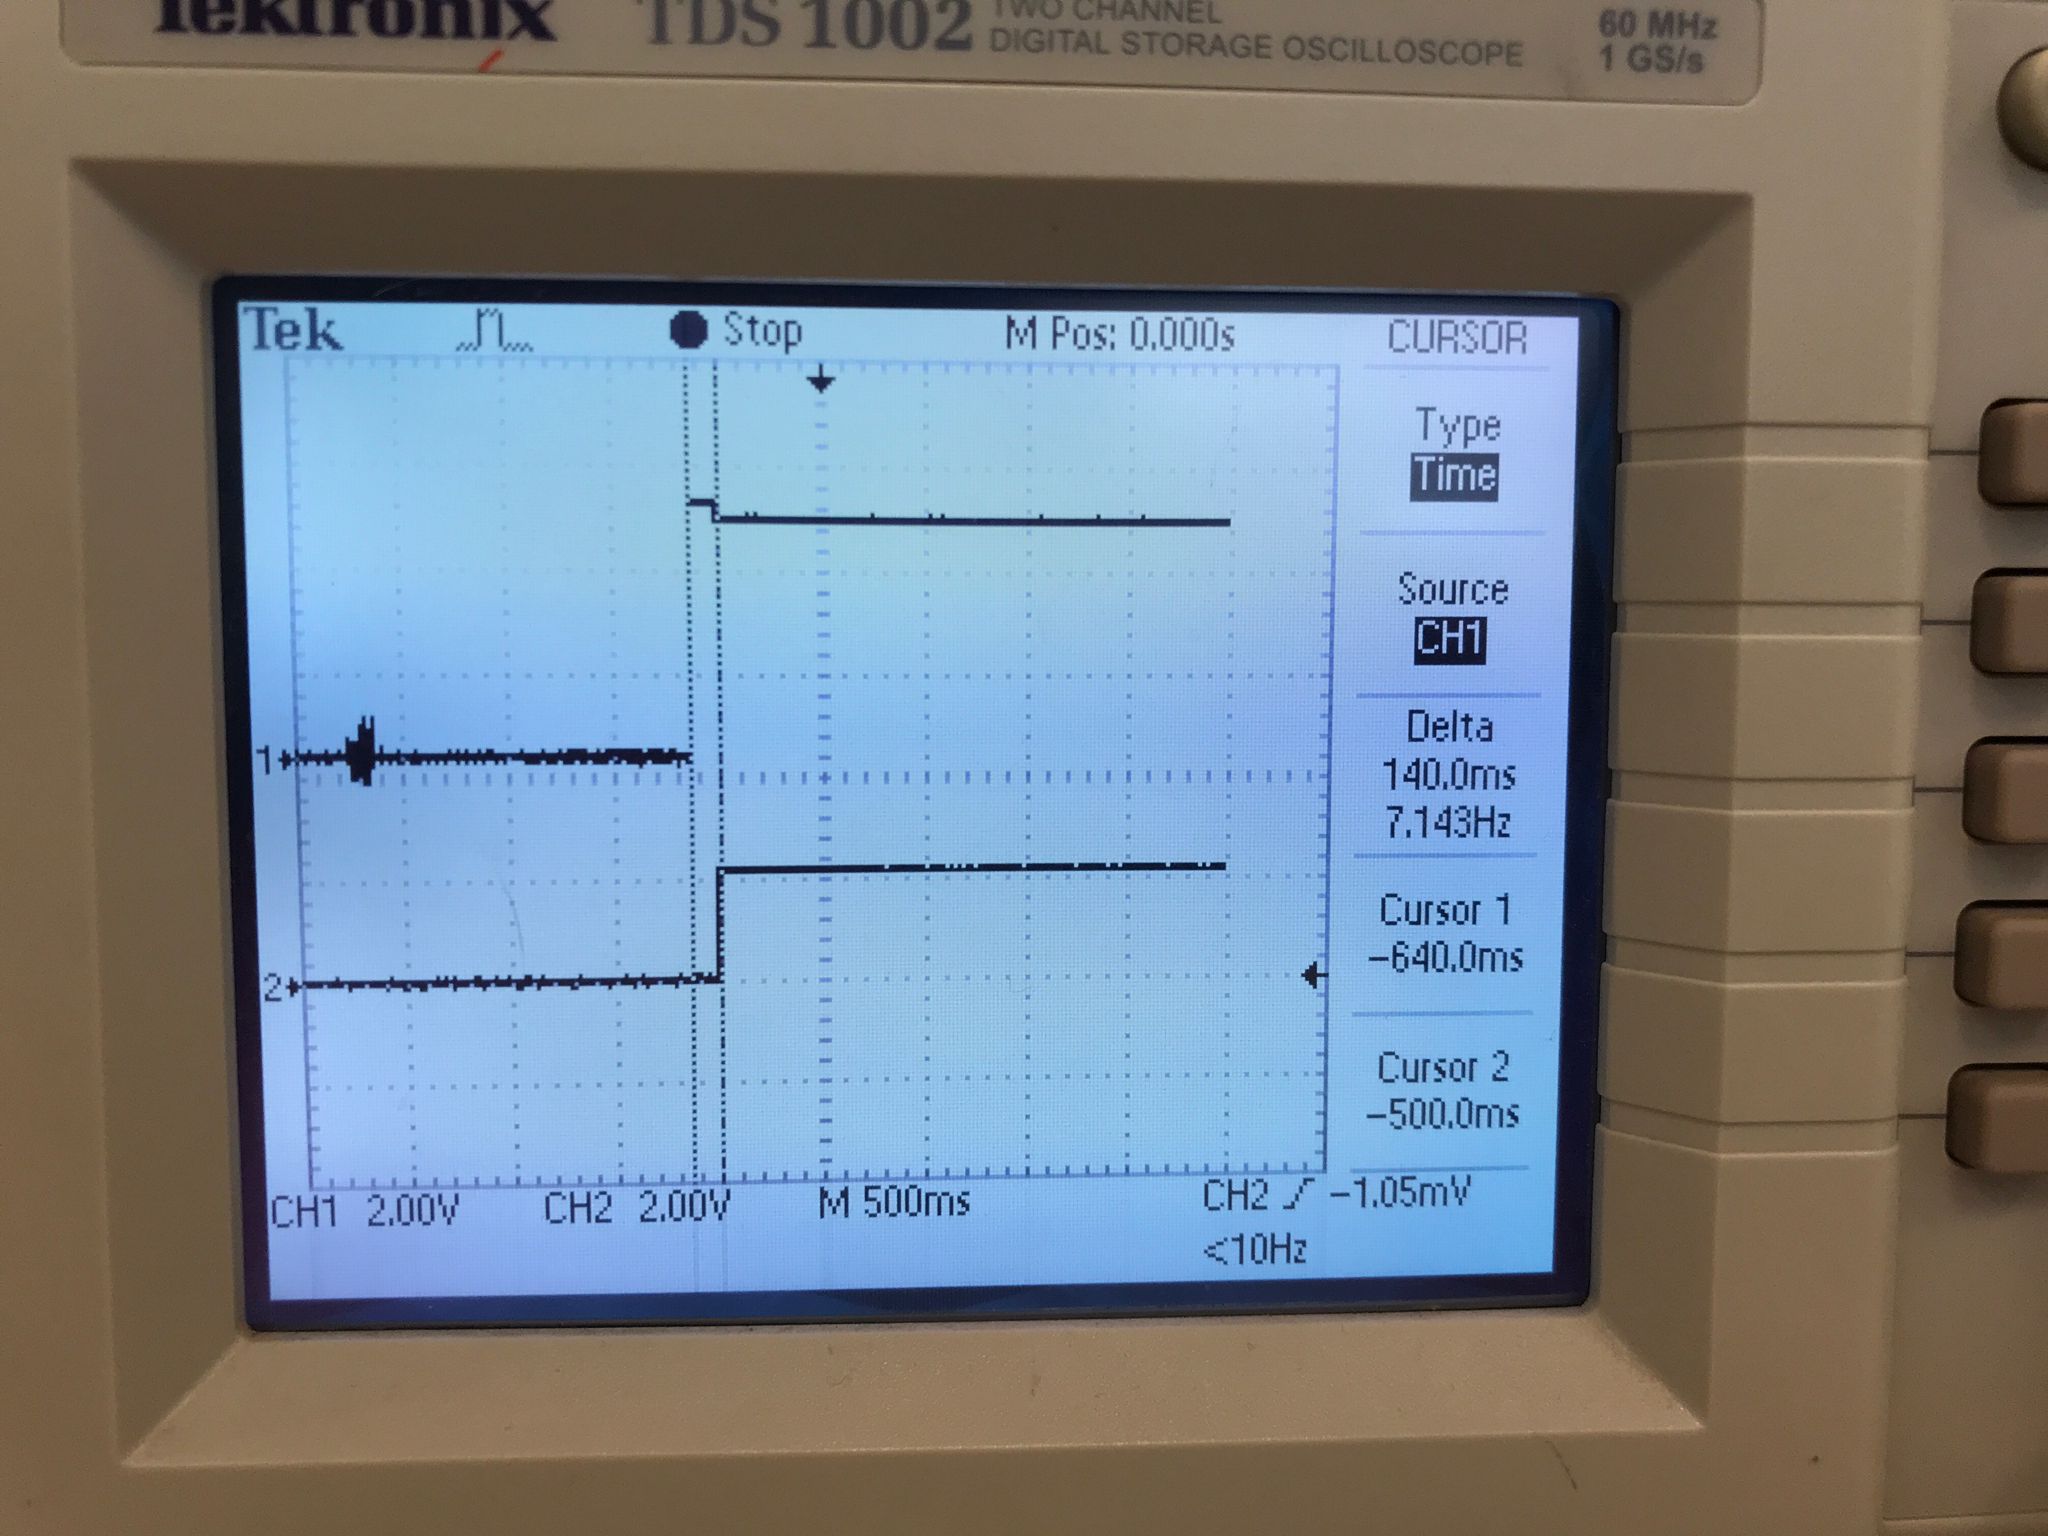 Tektronix TDS 1002 TWO CHANNEL 60 MHz
DIGITAL STORAGE OSCILLOSCOPE 1 GS/s
Tek Stop M Pos: 0.000s CURSOR
Type
Time
Source
CH1
1
Delta
140.0ms
7.143Hz
Cursor 1
-640.0ms
2
Cursor 2
-500.0ms
CH1 2.00V CH2 2.00V M 500ms CH2 -1.05mV
<10Hz